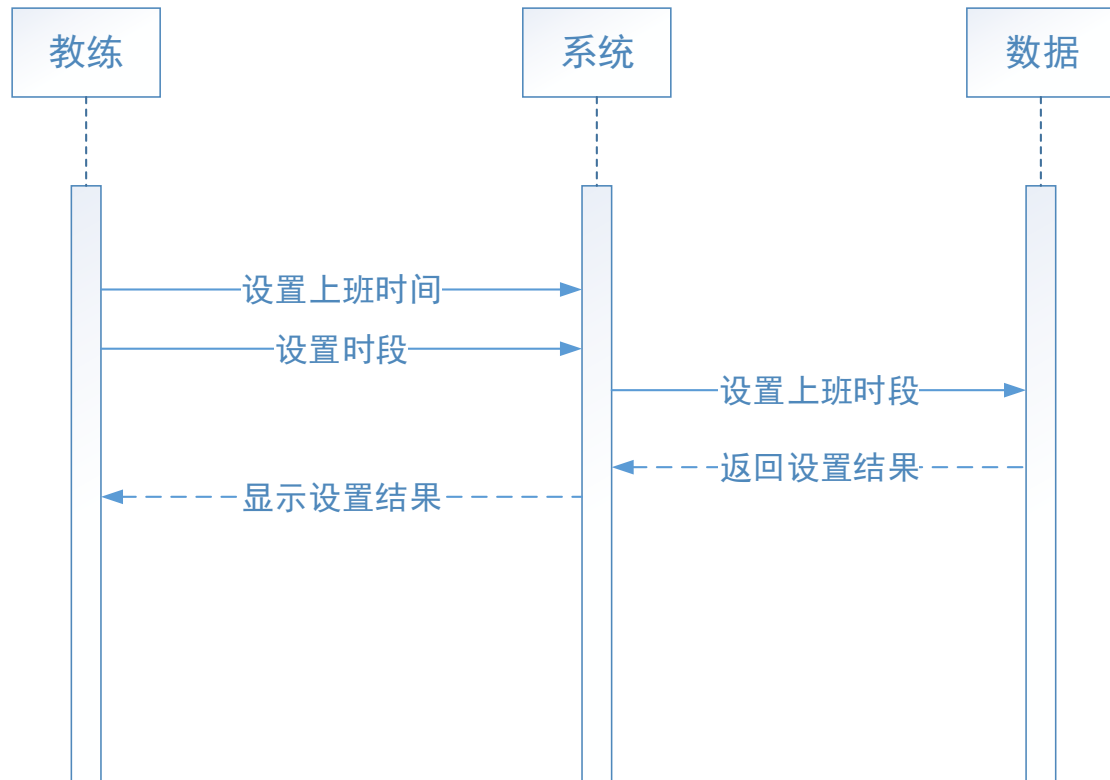 教练
系统
数据
设置上班时间
设置时段
设置上班时段
返回设置结果
显示设置结果